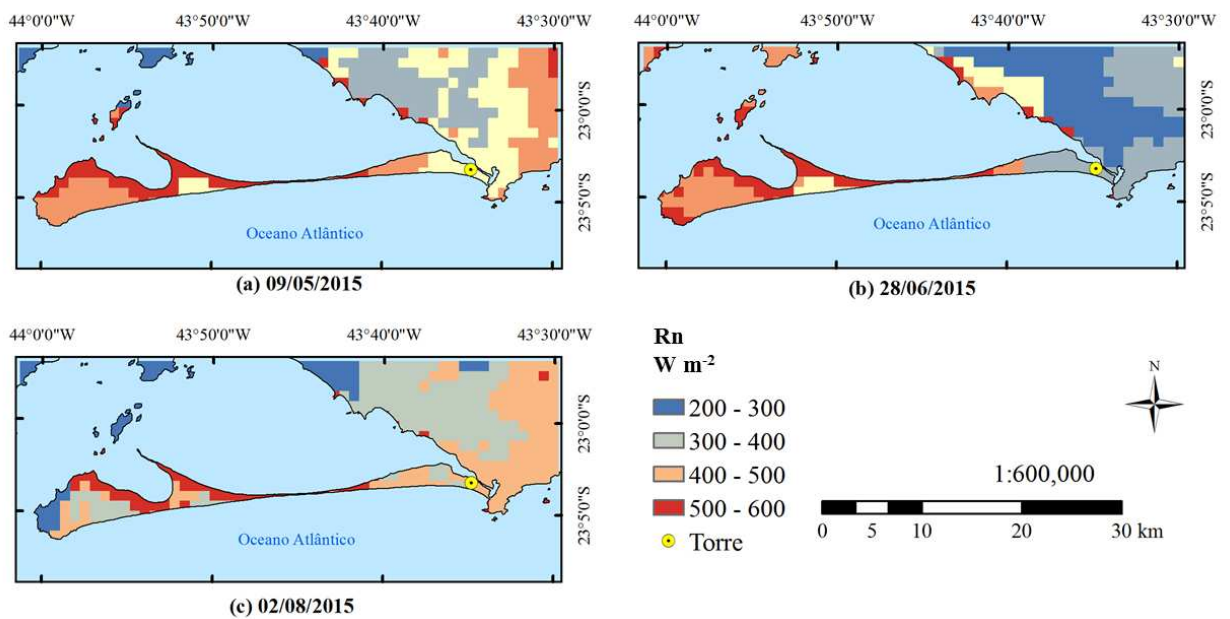 44°0'0"W 43°50'0"W 43°40'0"W 43°30'0"W
23°0'0"S
23°5'0"S
Oceano Atlântico
(a) 09/05/2015
44°0'0"W 43°50'0"W 43°40'0"W 43°30'0"W
23°0'0"S
23°5'0"S
Oceano Atlântico
(b) 28/06/2015
44°0'0"W 43°50'0"W 43°40'0"W 43°30'0"W
23°0'0"S
23°5'0"S
Oceano Atlântico
(c) 02/08/2015
Rn
W m⁻²
200 - 300
300 - 400
400 - 500
500 - 600
Torre
N
1:600,000
0 5 10 20 30 km